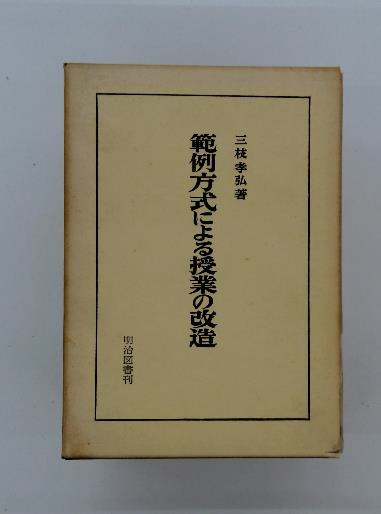 三枝孝弘著
範例方式による授業の改造
明治図書刊